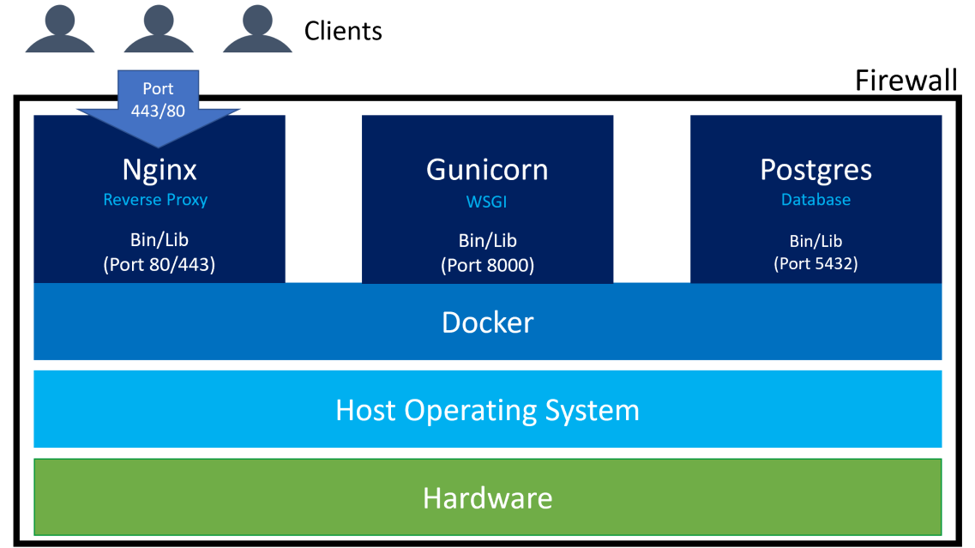 Clients
Firewall
Port
443/80
Nginx
Reverse Proxy
Bin/Lib
(Port 80/443)
Gunicorn
WSGI
Bin/Lib
(Port 8000)
Postgres
Database
Bin/Lib
(Port 5432)
Docker
Host Operating System
Hardware